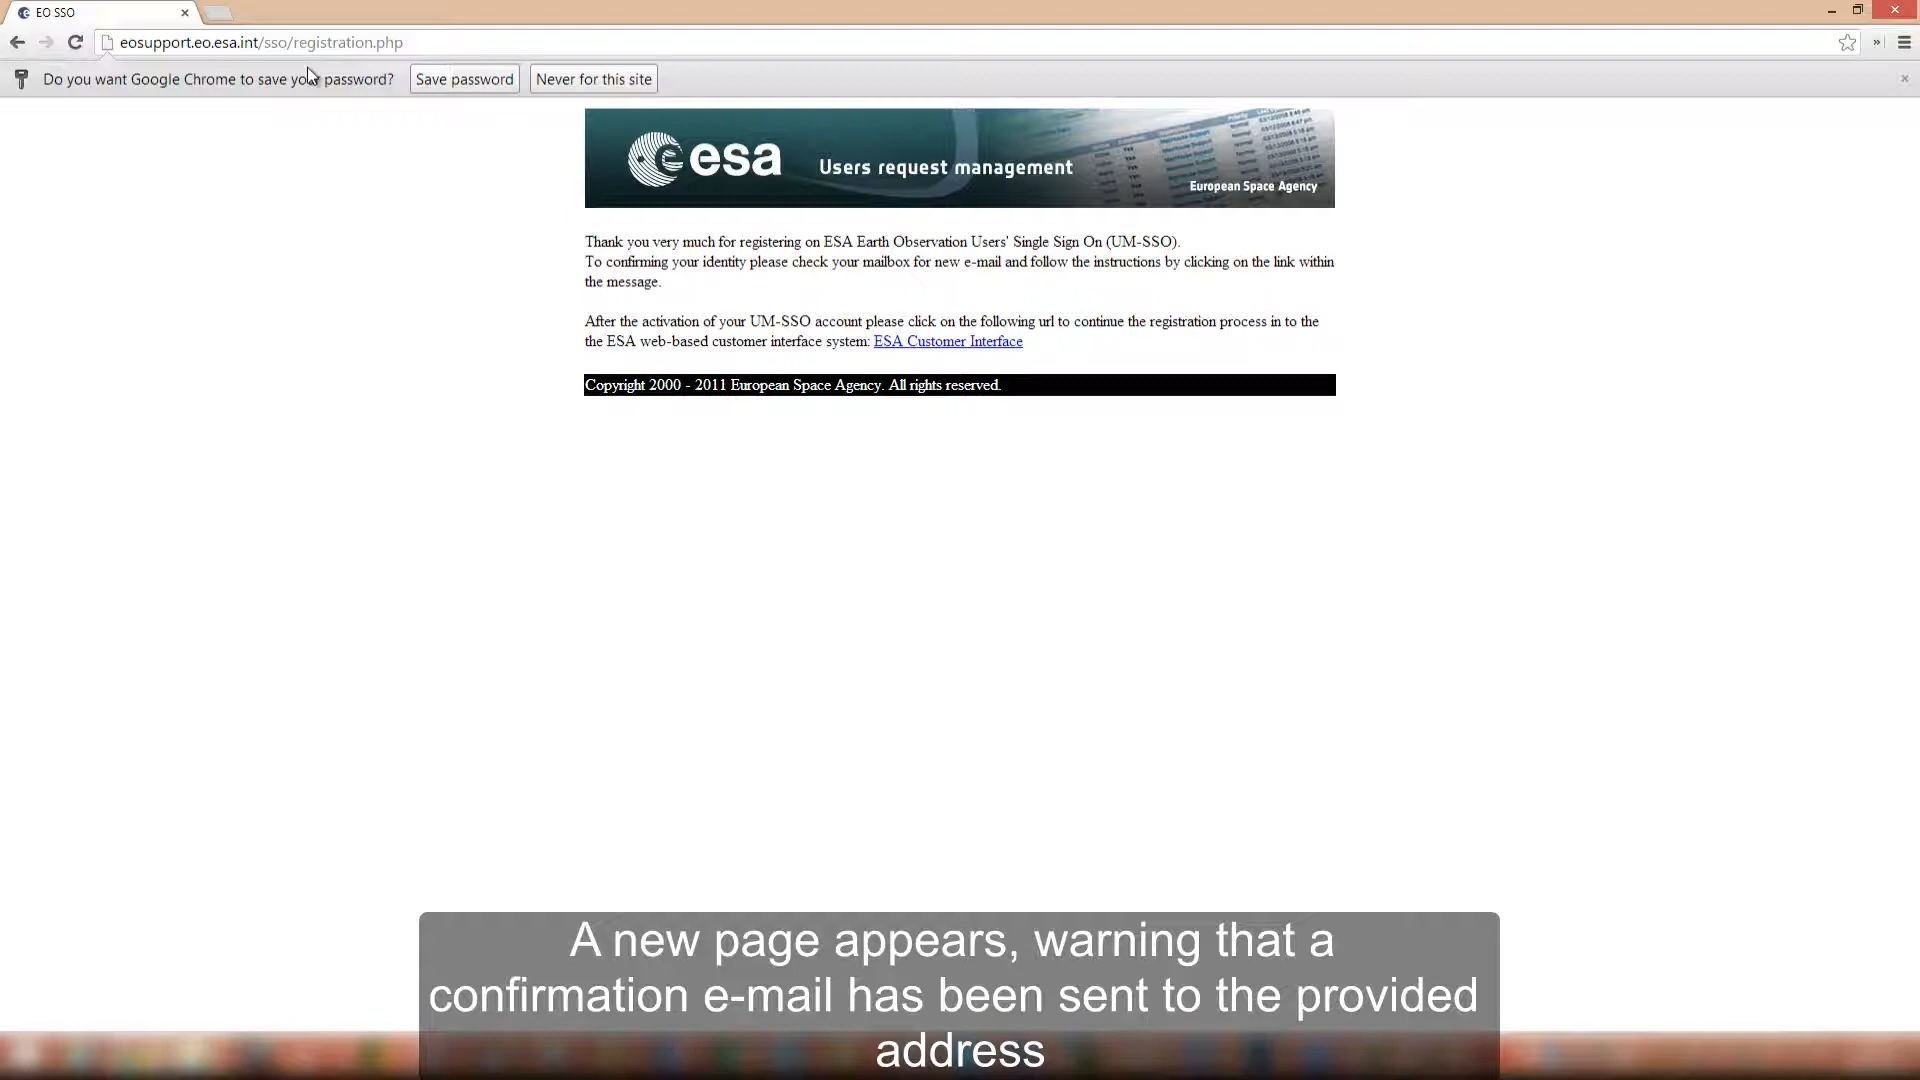 EO SSO
eosupport.eo.esa.int/sso/registration.php
Do you want Google Chrome to save your password? Save password Never for this site
esa Users request management
European Space Agency
Thank you very much for registering on ESA Earth Observation Users' Single Sign On (UM-SSO).
To confirming your identity please check your mailbox for new e-mail and follow the instructions by clicking on the link within
the message.
After the activation of your UM-SSO account please click on the following url to continue the registration process in to the
the ESA web-based customer interface system: ESA Customer Interface
Copyright 2000 - 2011 European Space Agency. All rights reserved.
A new page appears, warning that a
confirmation e-mail has been sent to the provided
address